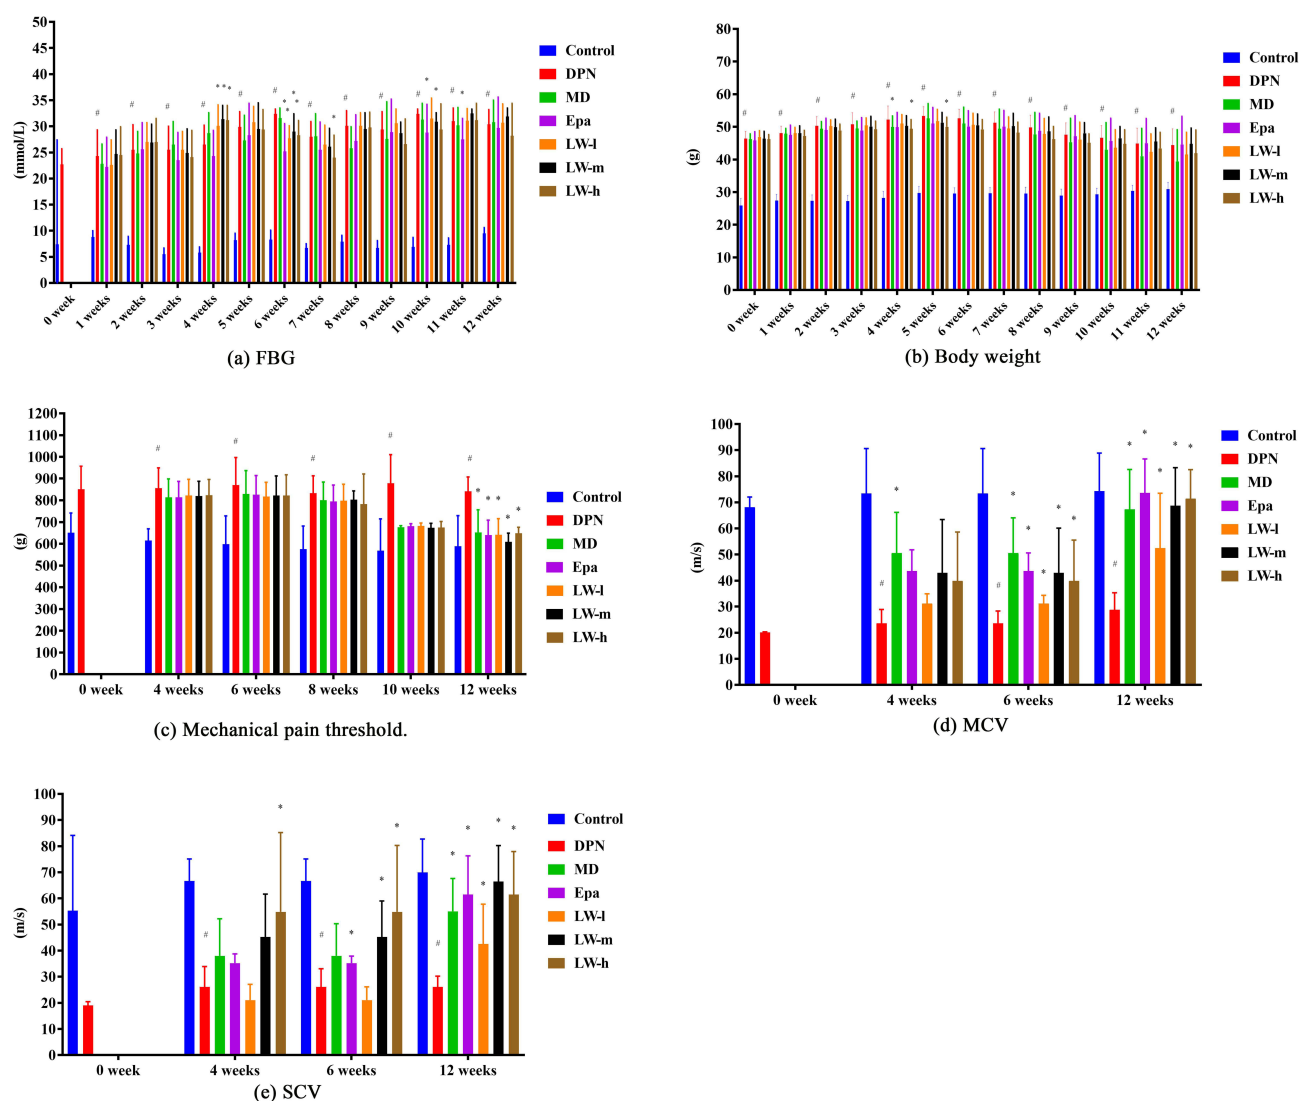 50
45
40
35
30
25
20
15
10
5
0
(mmol/L)
0 week
1 weeks
2 weeks
3 weeks
4 weeks
5 weeks
6 weeks
7 weeks
8 weeks
9 weeks
10 weeks
11 weeks
12 weeks
Control
DPN
MD
Epa
LW-l
LW-m
LW-h
(a) FBG
80
70
60
50
40
30
20
10
0
(g)
0 week
1 weeks
2 weeks
3 weeks
4 weeks
5 weeks
6 weeks
7 weeks
8 weeks
9 weeks
10 weeks
11 weeks
12 weeks
Control
DPN
MD
Epa
LW-l
LW-m
LW-h
(b) Body weight
1200
1100
1000
900
800
700
600
500
400
300
200
100
0
(g)
0 week
4 weeks
6 weeks
8 weeks
10 weeks
12 weeks
Control
DPN
MD
Epa
LW-l
LW-m
LW-h
(c) Mechanical pain threshold.
100
90
80
70
60
50
40
30
20
10
0
(m/s)
0 week
4 weeks
6 weeks
12 weeks
Control
DPN
MD
Epa
LW-l
LW-m
LW-h
(d) MCV
100
90
80
70
60
50
40
30
20
10
0
(m/s)
0 week
4 weeks
6 weeks
12 weeks
Control
DPN
MD
Epa
LW-l
LW-m
LW-h
(e) SCV